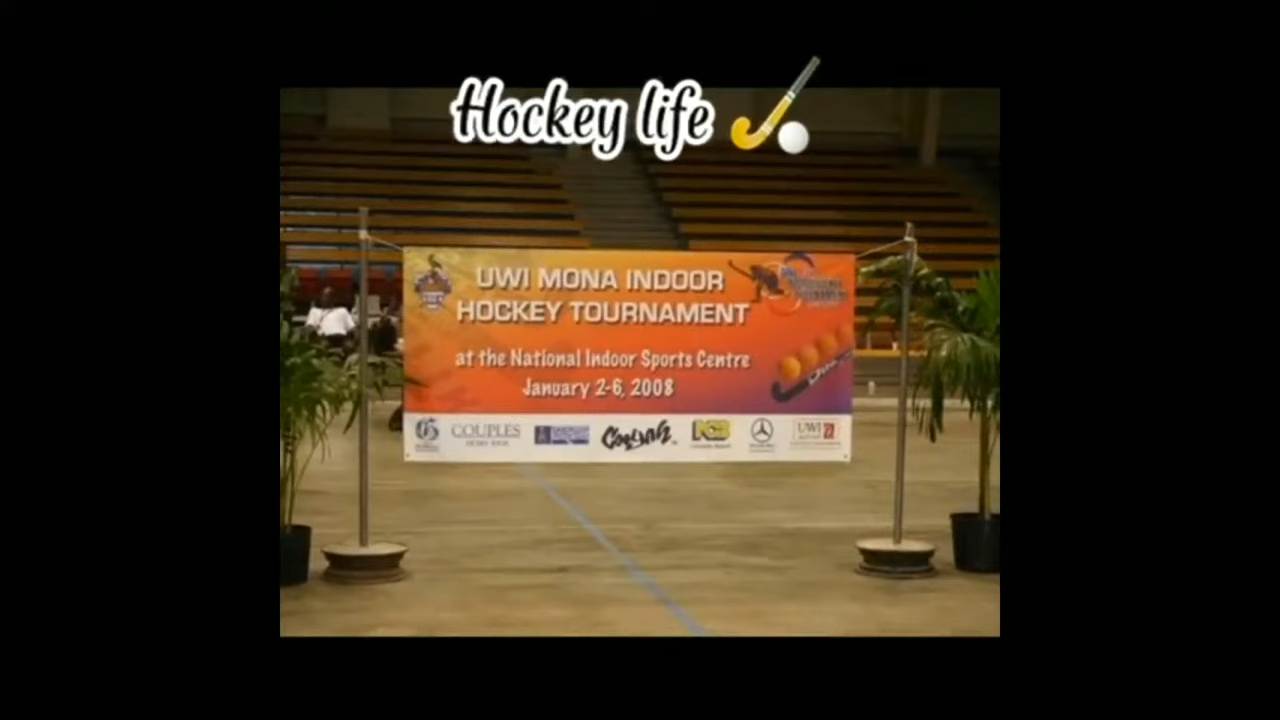 Hockey life
UWI MONA INDOOR
HOCKEY TOURNAMENT
at the National Indoor Sports Centre
January 2-6, 2008
COUPLES
NCB
UWI